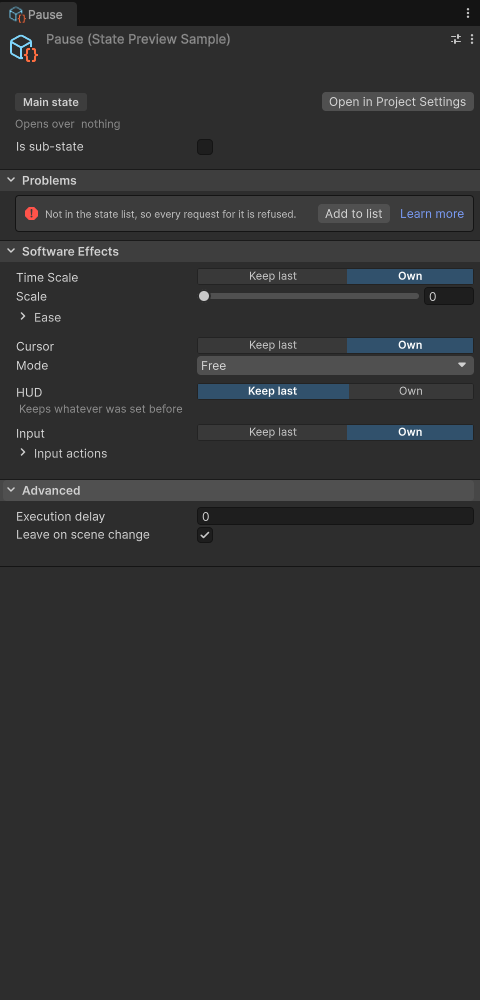 Pause
Pause (State Preview Sample)
Main state
Open in Project Settings
Opens over nothing
Is sub-state
Problems
Not in the state list, so every request for it is refused.
Add to list
Learn more
Software Effects
Time Scale
Keep last
Own
Scale
0
Ease
Cursor
Keep last
Own
Mode
Free
HUD
Keep last
Own
Keeps whatever was set before
Input
Keep last
Own
Input actions
Advanced
Execution delay
0
Leave on scene change